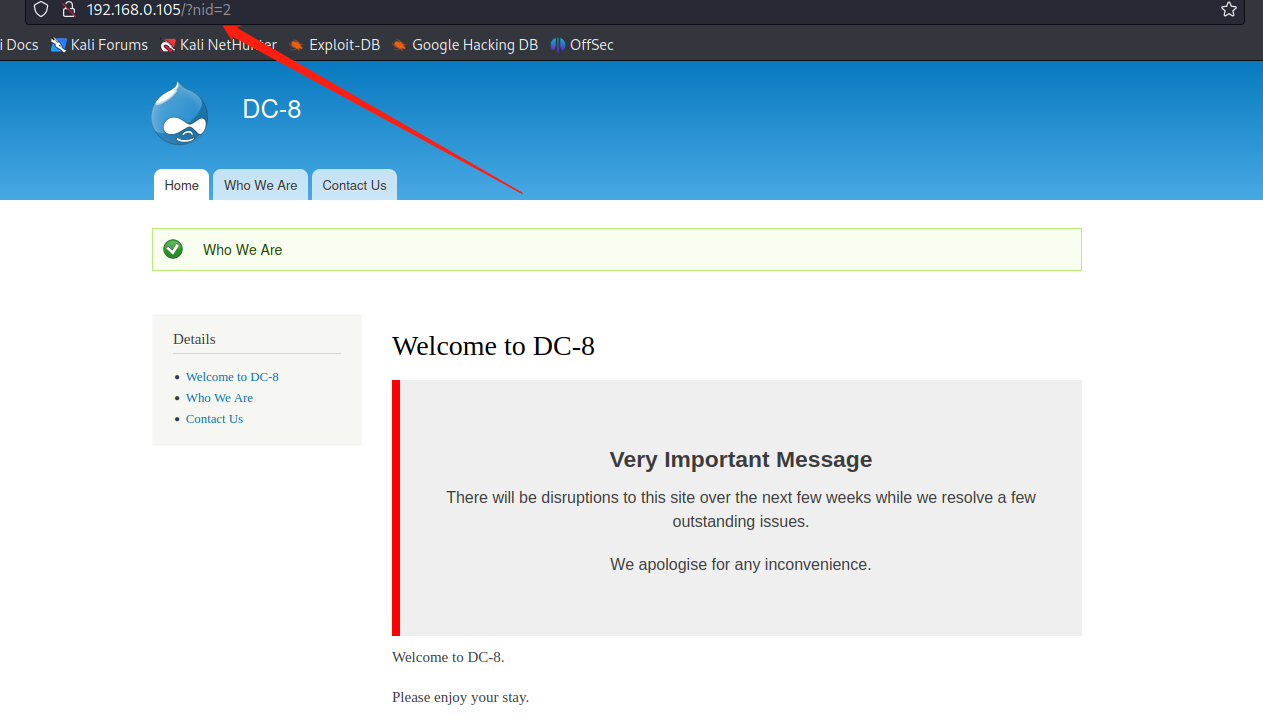 192.168.0.105/?nid=2
i Docs Kali Forums Kali NetHunter Exploit-DB Google Hacking DB OffSec
DC-8
Home Who We Are Contact Us
Who We Are
Details
Welcome to DC-8
Who We Are
Contact Us
Welcome to DC-8
Very Important Message
There will be disruptions to this site over the next few weeks while we resolve a few
outstanding issues.
We apologise for any inconvenience.
Welcome to DC-8.
Please enjoy your stay.